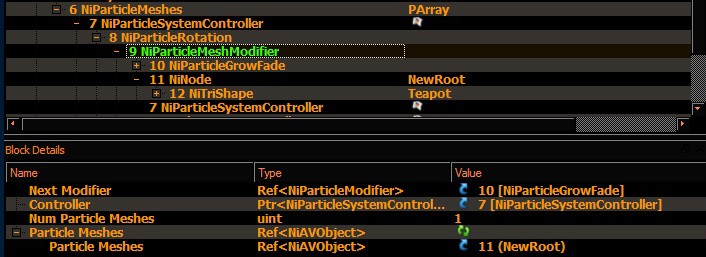 6 NiParticleMeshes PArray
7 NiParticleSystemController
8 NiParticleRotation
9 NiParticleMeshModifier
10 NiParticleGrowFade
11 NiNode NewRoot
12 NiTriShape Teapot
7 NiParticleSystemController
Block Details
Name Type Value
Next Modifier Ref<NiParticleModifier> 10 [NiParticleGrowFade]
Controller Ptr<NiParticleSystemControl... 7 [NiParticleSystemController]
Num Particle Meshes uint 1
Particle Meshes Ref<NiAVObject>
Particle Meshes Ref<NiAVObject> 11 (NewRoot)